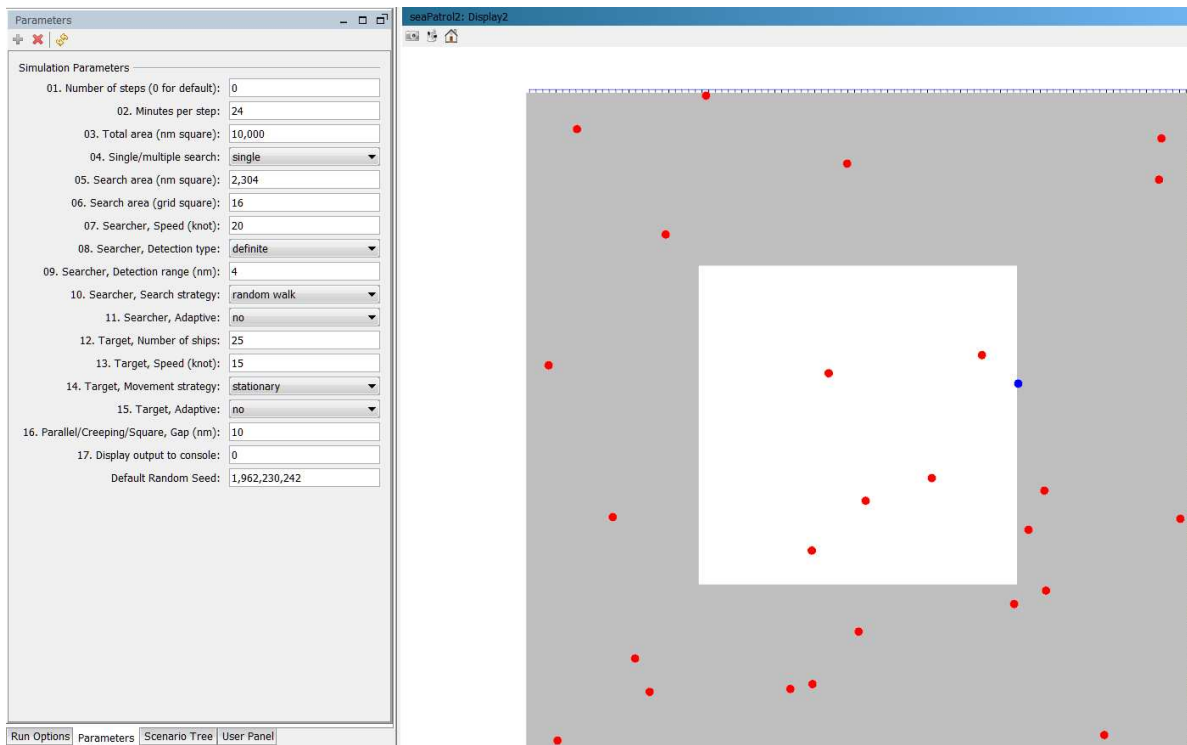 Parameters
Simulation Parameters
01. Number of steps (0 for default): 0
02. Minutes per step: 24
03. Total area (nm square): 10,000
04. Single/multiple search: single
05. Search area (nm square): 2,304
06. Search area (grid square): 16
07. Searcher, Speed (knot): 20
08. Searcher, Detection type: definite
09. Searcher, Detection range (nm): 4
10. Searcher, Search strategy: random walk
11. Searcher, Adaptive: no
12. Target, Number of ships: 25
13. Target, Speed (knot): 15
14. Target, Movement strategy: stationary
15. Target, Adaptive: no
16. Parallel/Creeping/Square, Gap (nm): 10
17. Display output to console: 0
Default Random Seed: 1,962,230,242
Run Options Parameters Scenario Tree User Panel
seaPatrol2: Display2